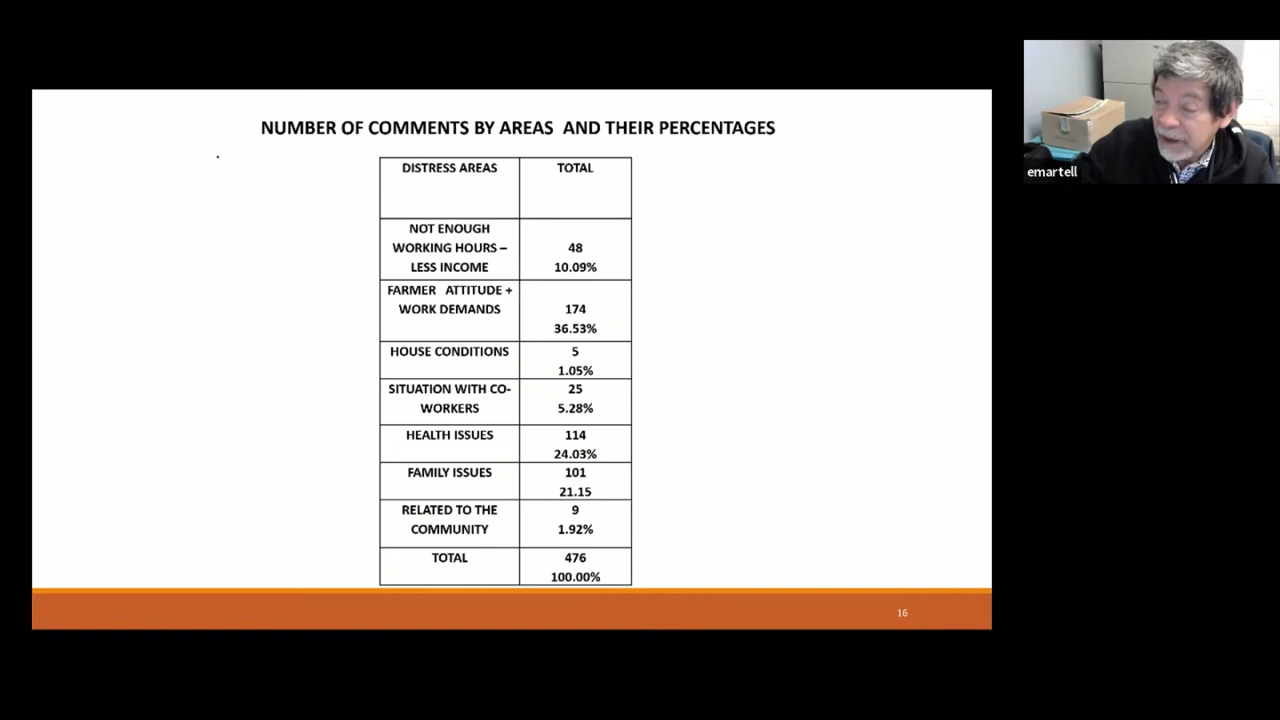 NUMBER OF COMMENTS BY AREAS AND THEIR PERCENTAGES
DISTRESS AREAS
TOTAL
NOT ENOUGH
WORKING HOURS –
LESS INCOME
48
10.09%
FARMER ATTITUDE +
WORK DEMANDS
174
36.53%
HOUSE CONDITIONS
5
1.05%
SITUATION WITH CO-
WORKERS
25
5.28%
HEALTH ISSUES
114
24.03%
FAMILY ISSUES
101
21.15
RELATED TO THE
COMMUNITY
9
1.92%
TOTAL
476
100.00%
16
emartell